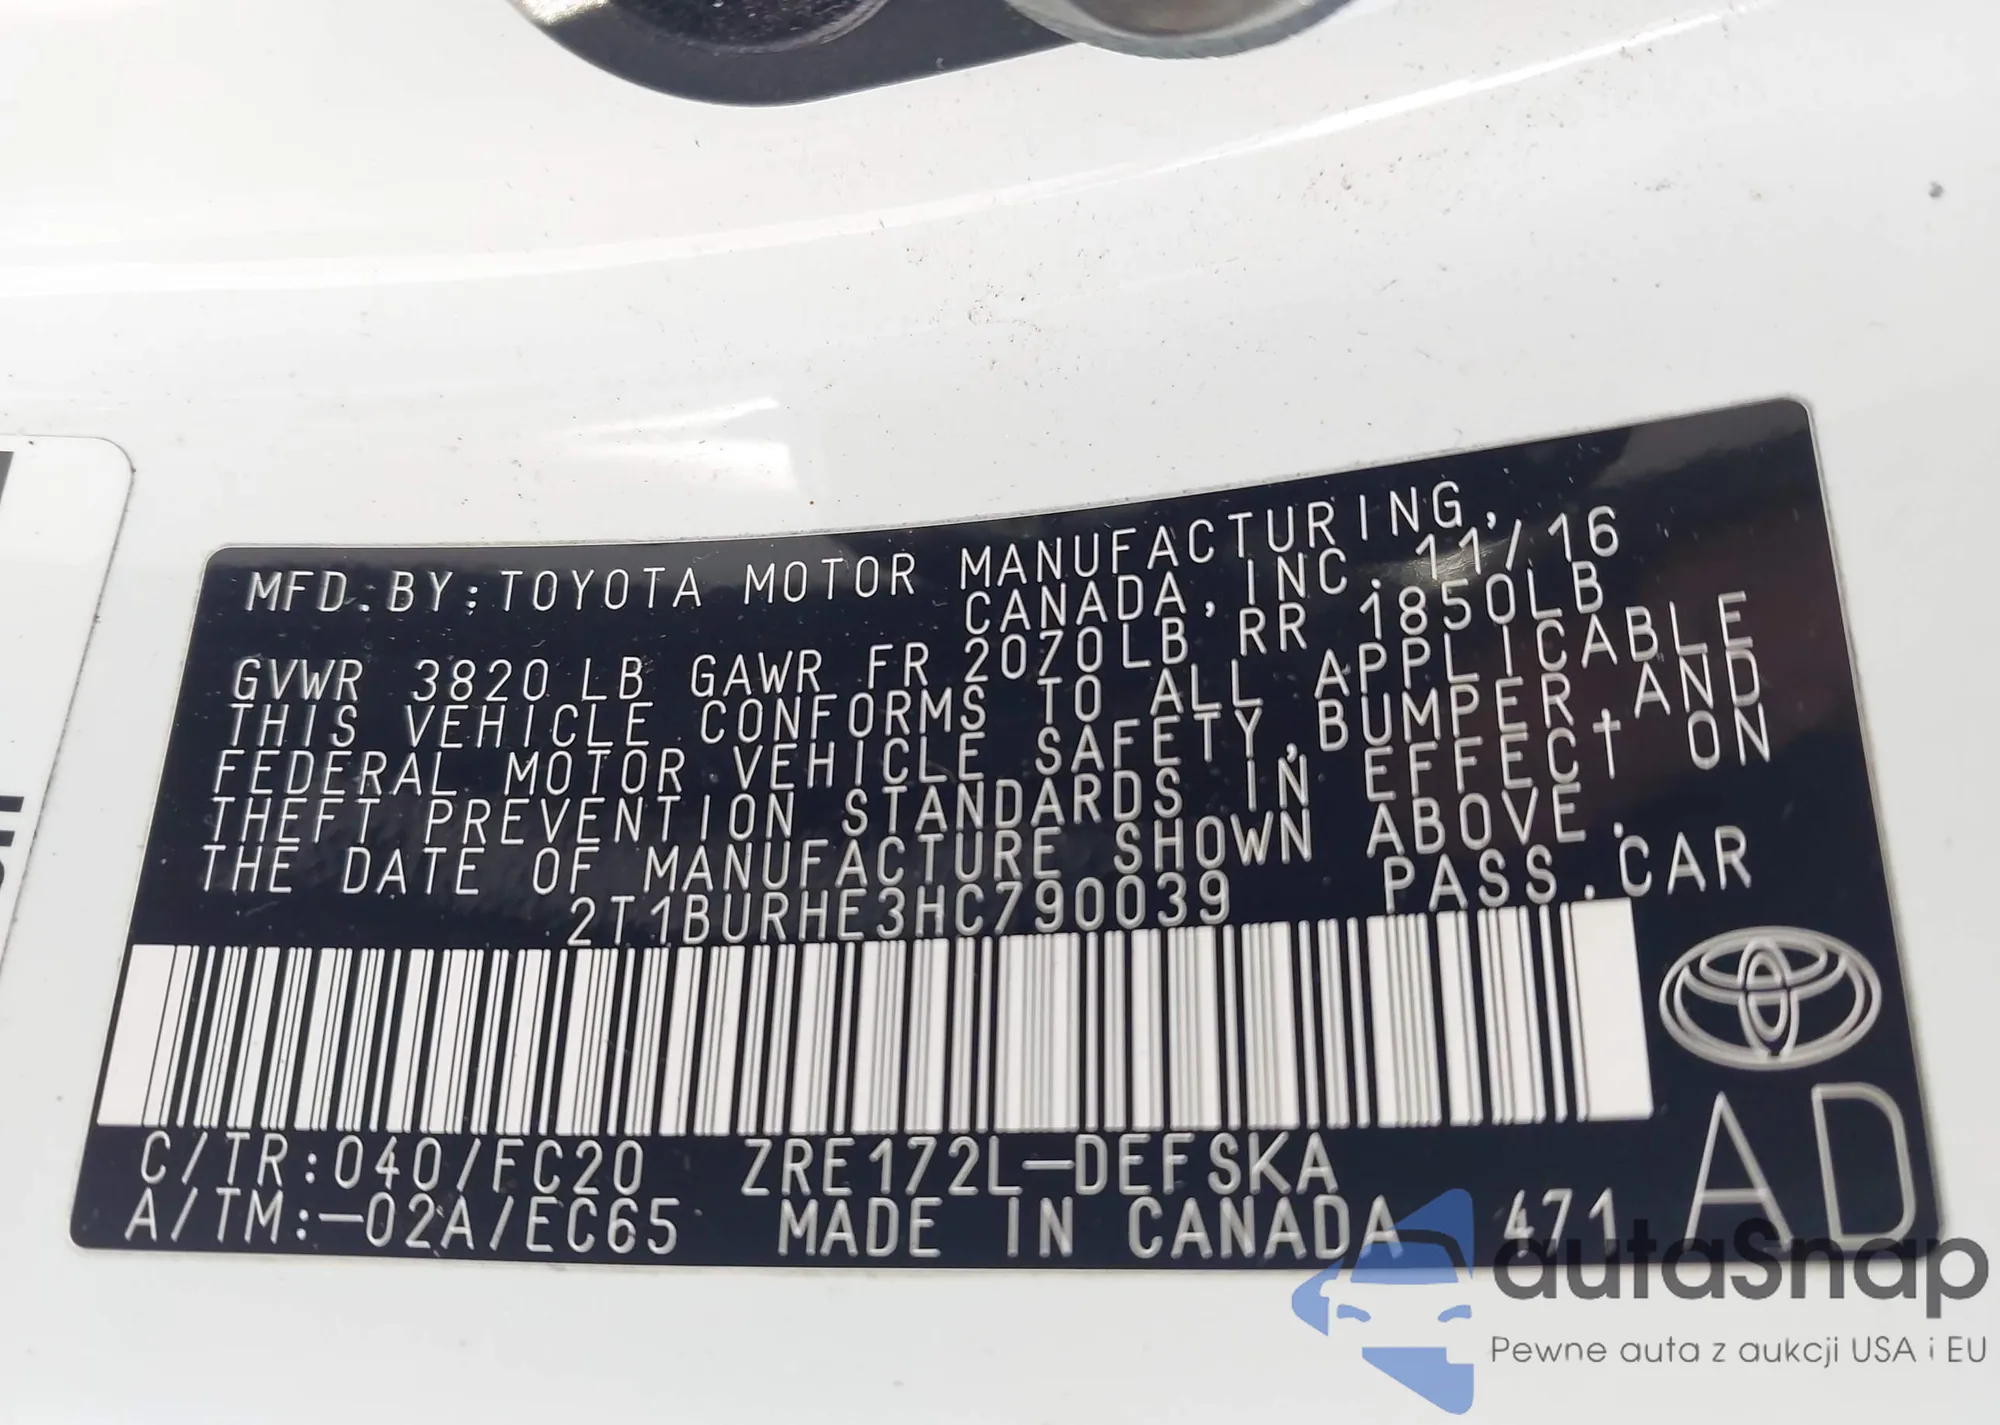 MFD.BY:TOYOTA MOTOR MANUFACTURING,
CANADA, INC. 11/16
GVWR 3820LB GAWR FR 2070LB RR 1850LB
THIS VEHICLE CONFORMS TO ALL APPLICABLE
FEDERAL MOTOR VEHICLE SAFETY,BUMPER,AND
THEFT PREVENTION STANDARDS IN EFFECT ON
THE DATE OF MANUFACTURE SHOWN ABOVE.
2T1BURHE3HC790039 PASS.CAR
C/TR:040/FC20 ZRE172L-DEFSKA
A/TM:-02A/EC65 MADE IN CANADA 471
AD
autaSnap
Pewne auta z aukcji USA i EU